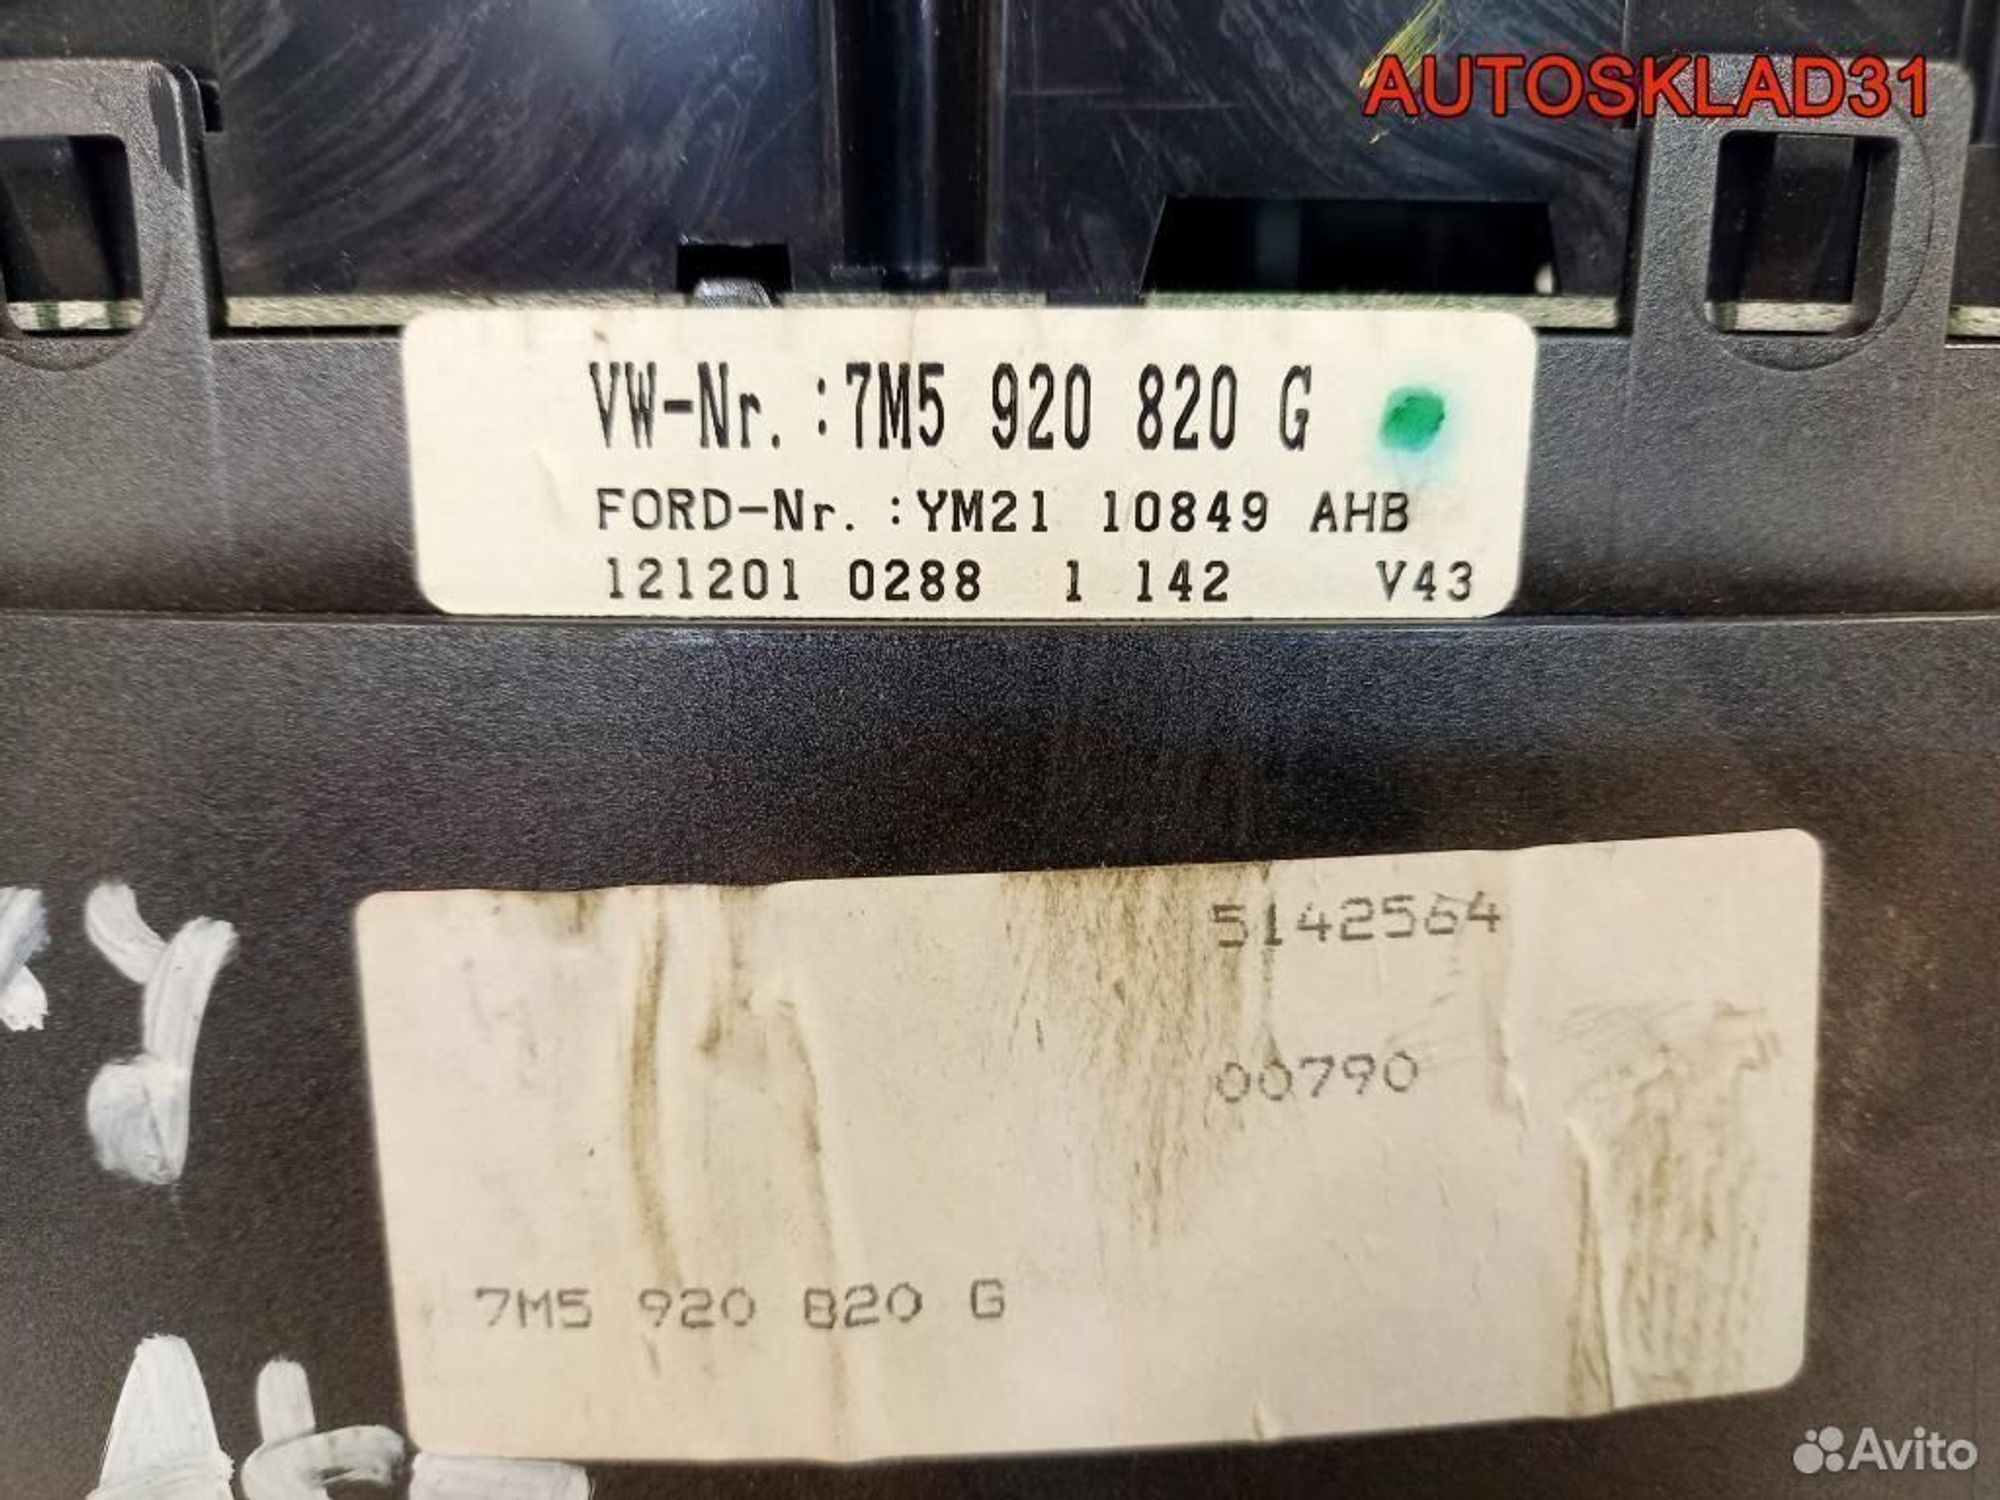 AUTOSKLAD31
VW-Nr.:7M5 920 820 G
FORD-Nr.:YM21 10849 AHB
121201 0288 1 142 V43
5142564
00790
7M5 920 820 G
Avito